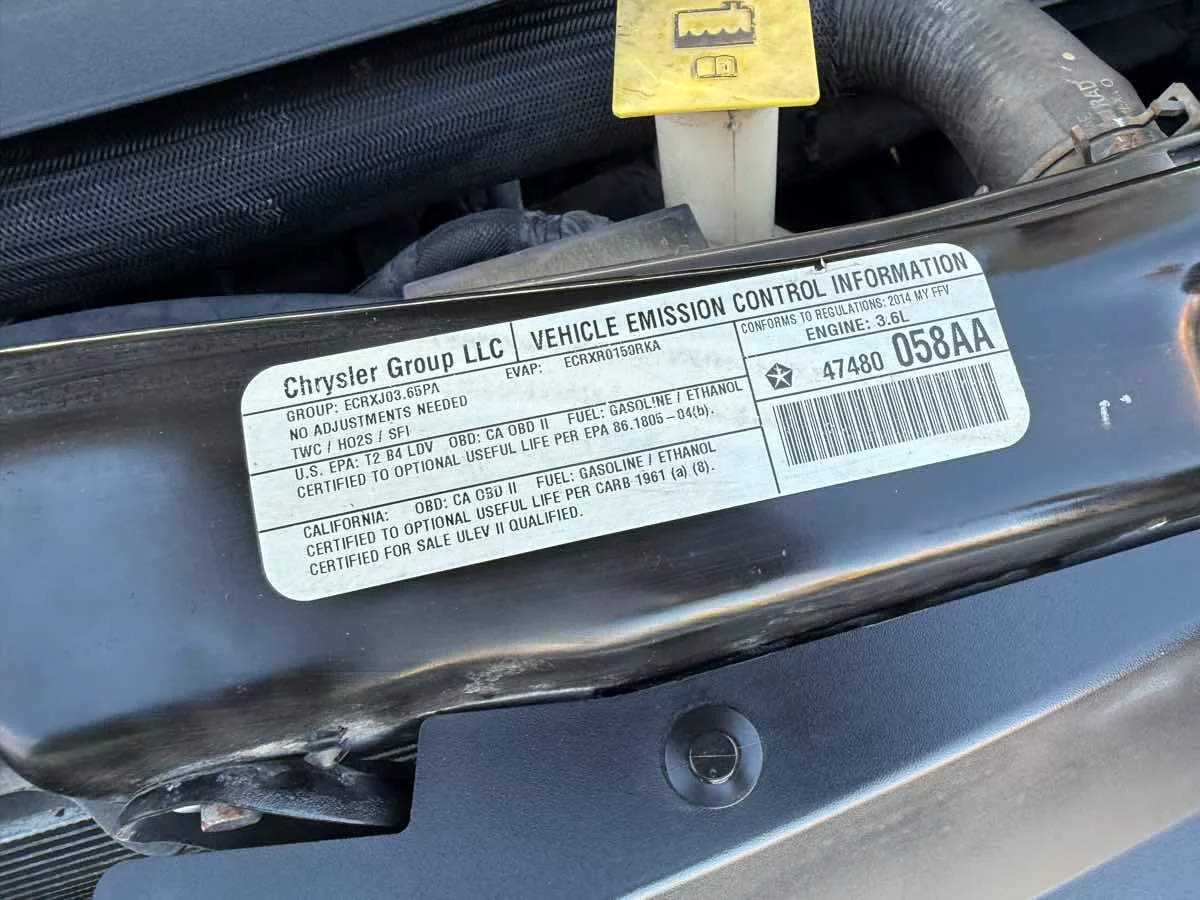 Chrysler Group LLC
VEHICLE EMISSION CONTROL INFORMATION
GROUP: ECRXJ03.65PA EVAP: ECRXR0150RKA
NO ADJUSTMENTS NEEDED
TWC / HO2S / SFI
U.S. EPA: T2 B4 LDV OBD: CA OBD II FUEL: GASOLINE / ETHANOL
CERTIFIED TO OPTIONAL USEFUL LIFE PER EPA 86.1805-04(b).
CALIFORNIA: OBD: CA OBD II FUEL: GASOLINE / ETHANOL
CERTIFIED TO OPTIONAL USEFUL LIFE PER CARB 1961 (a) (8).
CERTIFIED FOR SALE ULEV II QUALIFIED.
CONFORMS TO REGULATIONS: 2014 MY FFV
ENGINE: 3.6L
47480 058AA
RAD